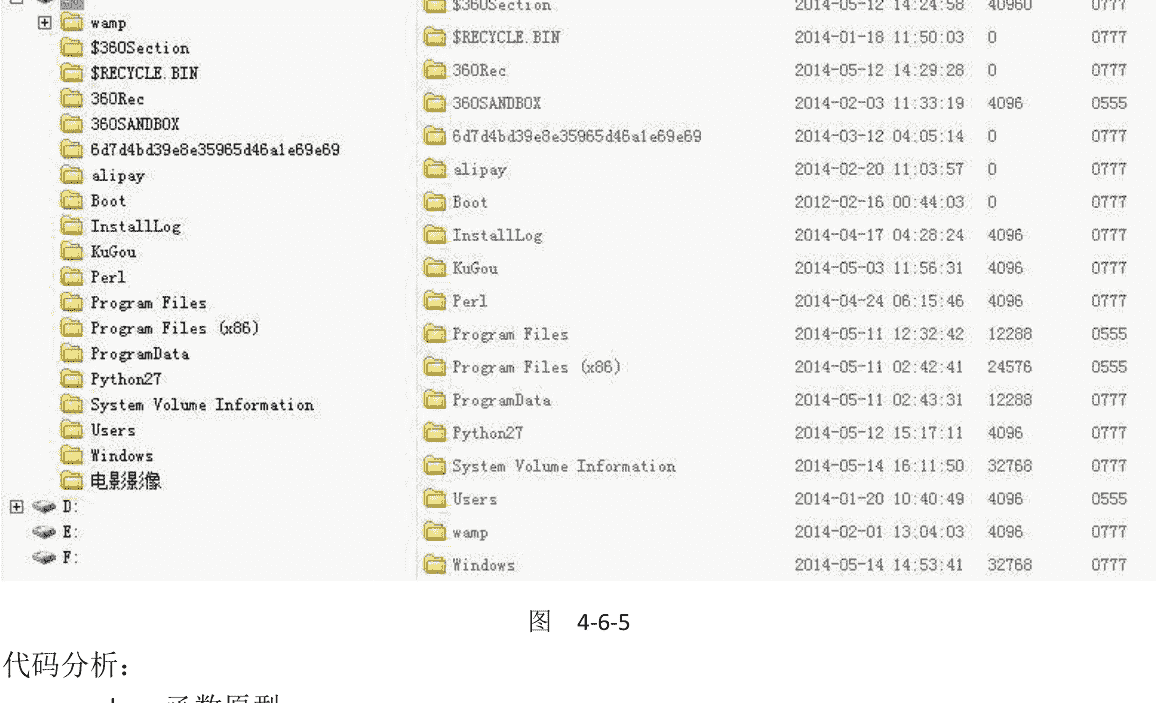 wamp
$360Section
$RECYCLE.BIN
360Rec
360SANDBOX
6d7d4bd39e8e35965d46a1e69e69
alipay
Boot
InstallLog
KuGou
Perl
Program Files
Program Files (x86)
ProgramData
Python27
System Volume Information
Users
Windows
电影影像
D:
E:
F:
$360Section 2014-05-12 14:24:58 40960 0777
$RECYCLE.BIN 2014-01-18 11:50:03 0 0777
360Rec 2014-05-12 14:29:28 0 0777
360SANDBOX 2014-02-03 11:33:19 4096 0555
6d7d4bd39e8e35965d46a1e69e69 2014-03-12 04:05:14 0 0777
alipay 2014-02-20 11:03:57 0 0777
Boot 2012-02-16 00:44:03 0 0777
InstallLog 2014-04-17 04:28:24 4096 0777
KuGou 2014-05-03 11:56:31 4096 0777
Perl 2014-04-24 06:15:46 4096 0777
Program Files 2014-05-11 12:32:42 12288 0555
Program Files (x86) 2014-05-11 02:42:41 24576 0555
ProgramData 2014-05-11 02:43:31 12288 0777
Python27 2014-05-12 15:17:11 4096 0777
System Volume Information 2014-05-14 16:11:50 32768 0777
Users 2014-01-20 10:40:49 4096 0555
wamp 2014-02-01 13:04:03 4096 0777
Windows 2014-05-14 14:53:41 32768 0777
图 4-6-5
代码分析：
函数原型